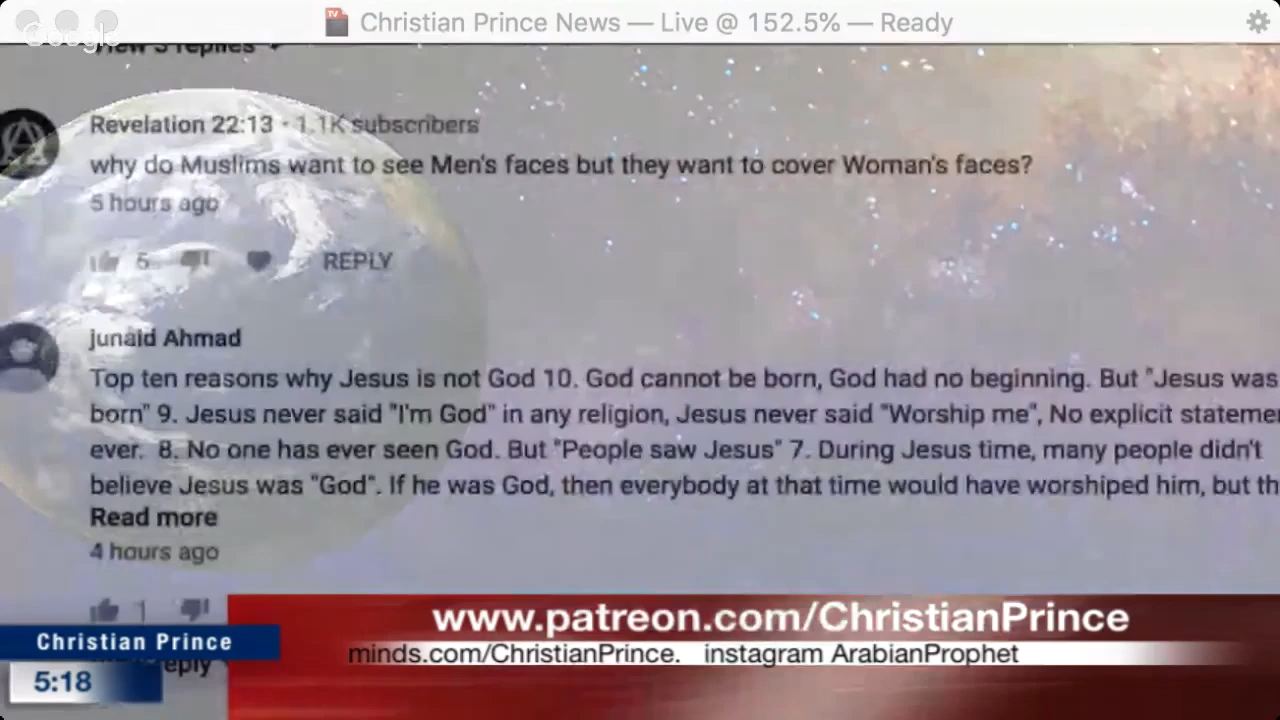 Christian Prince News — Live @ 152.5% — Ready
Google
View 3 replies
Revelation 22:13 · 1.1K subscribers
why do Muslims want to see Men's faces but they want to cover Woman's faces?
5 hours ago
5 REPLY
junaid Ahmad
Top ten reasons why Jesus is not God 10. God cannot be born, God had no beginning. But "Jesus was
born" 9. Jesus never said "I'm God" in any religion, Jesus never said "Worship me", No explicit stateme
ever. 8. No one has ever seen God. But "People saw Jesus" 7. During Jesus time, many people didn't
believe Jesus was "God". If he was God, then everybody at that time would have worshiped him, but th
Read more
4 hours ago
1
www.patreon.com/ChristianPrince
Christian Prince
minds.com/ChristianPrince. instagram ArabianProphet
reply
5:18